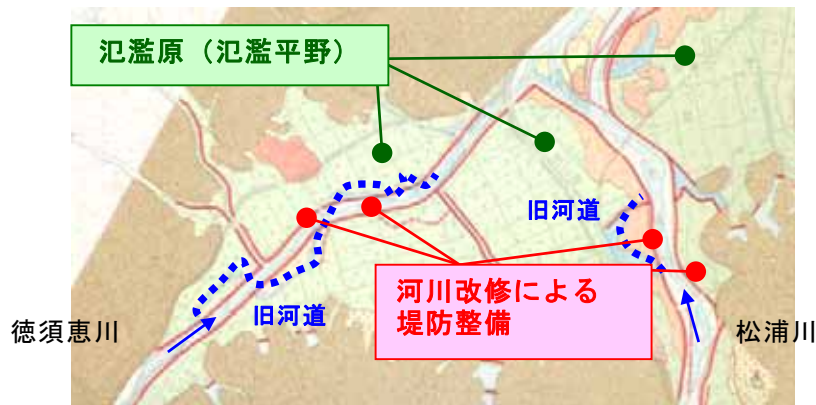 氾濫原（氾濫平野）
旧河道
旧河道
河川改修による
堤防整備
徳須恵川
松浦川